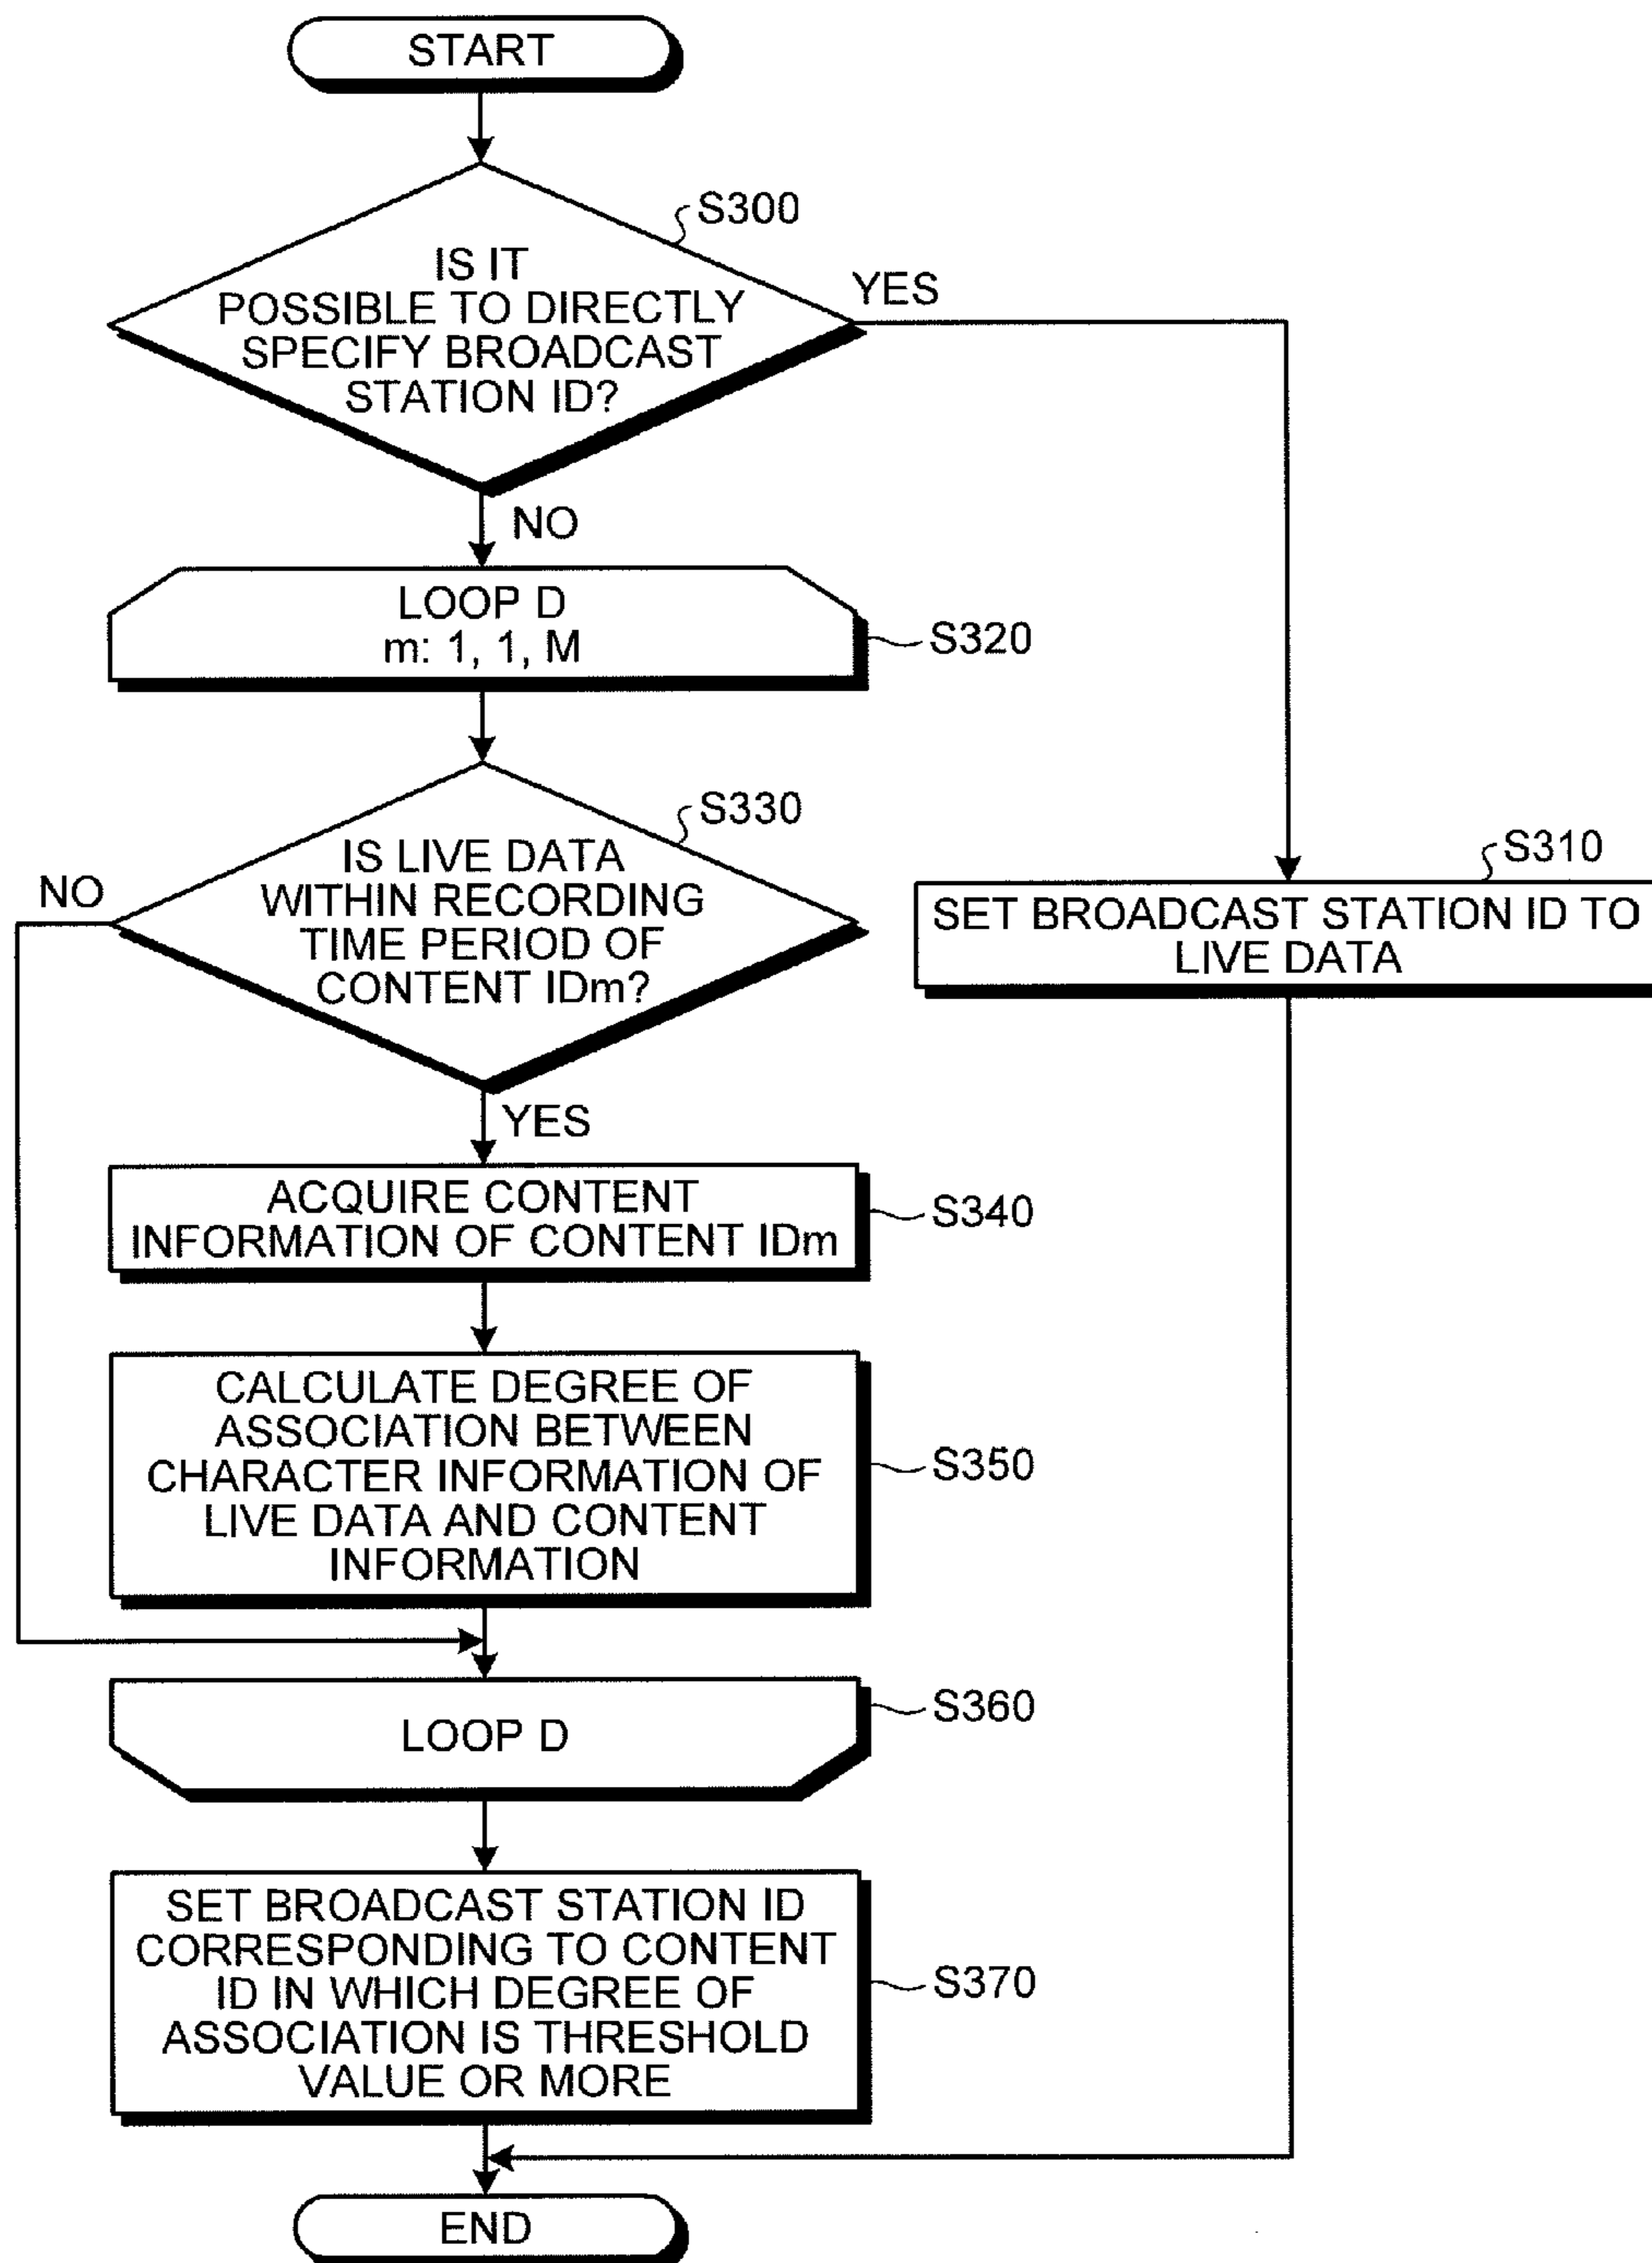 START
S300
IS IT
POSSIBLE TO DIRECTLY
SPECIFY BROADCAST
STATION ID?
YES
NO
LOOP D
m: 1, 1, M
S320
S330
IS LIVE DATA
WITHIN RECORDING
TIME PERIOD OF
CONTENT IDm?
NO
YES
S310
SET BROADCAST STATION ID TO
LIVE DATA
ACQUIRE CONTENT
INFORMATION OF CONTENT IDm
S340
CALCULATE DEGREE OF
ASSOCIATION BETWEEN
CHARACTER INFORMATION OF
LIVE DATA AND CONTENT
INFORMATION
S350
LOOP D
S360
SET BROADCAST STATION ID
CORRESPONDING TO CONTENT
ID IN WHICH DEGREE OF
ASSOCIATION IS THRESHOLD
VALUE OR MORE
S370
END